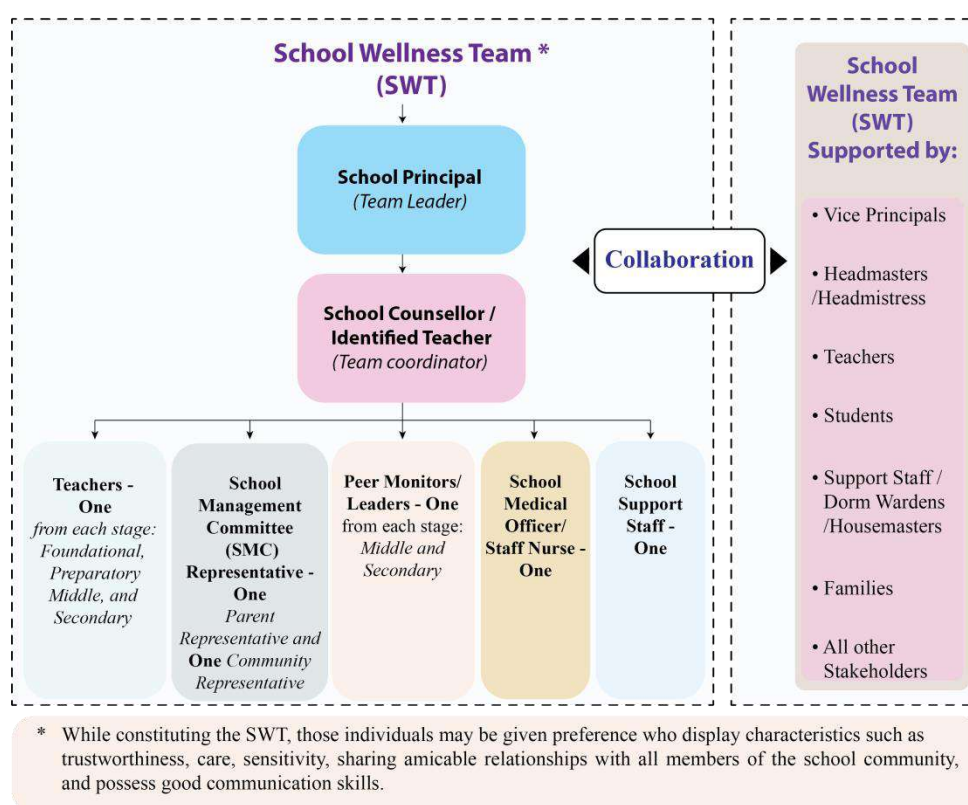 School Wellness Team *
(SWT)
School Principal
(Team Leader)
School Counsellor /
Identified Teacher
(Team coordinator)
Teachers -
One
from each stage:
Foundational,
Preparatory
Middle, and
Secondary
School
Management
Committee
(SMC)
Representative -
One
Parent
Representative and
One Community
Representative
Peer Monitors/
Leaders - One
from each stage:
Middle and
Secondary
School
Medical
Officer/
Staff Nurse -
One
School
Support
Staff -
One
Collaboration
School
Wellness Team
(SWT)
Supported by:
• Vice Principals
• Headmasters
/Headmistress
• Teachers
• Students
• Support Staff /
Dorm Wardens
/Housemasters
• Families
• All other
Stakeholders
* While constituting the SWT, those individuals may be given preference who display characteristics such as
trustworthiness, care, sensitivity, sharing amicable relationships with all members of the school community,
and possess good communication skills.